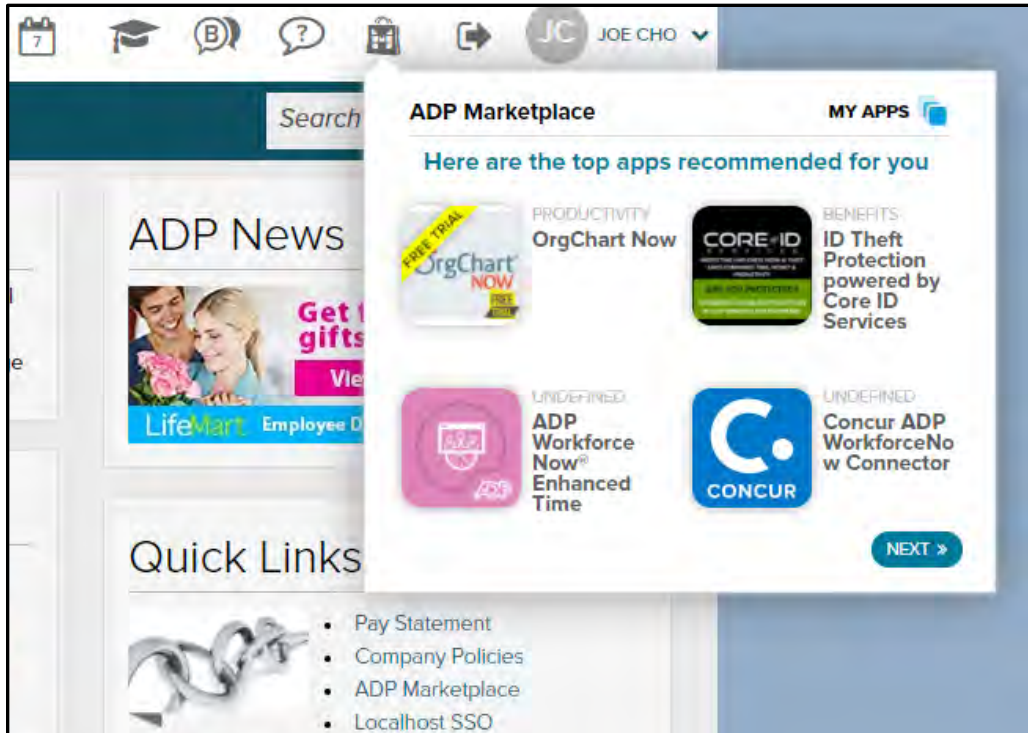 7
B
?
JC
JOE CHO
Search
ADP Marketplace
MY APPS
Here are the top apps recommended for you
FREE TRIAL
OrgChart
NOW
FREE
PRODUCTIVITY
OrgChart Now
CORE ID
SERVICES
BENEFITS
ID Theft
Protection
powered by
Core ID
Services
ADP
UNDEFINED
ADP
Workforce
Now®
Enhanced
Time
C.
CONCUR
UNDEFINED
Concur ADP
WorkforceNo
w Connector
NEXT »
ADP News
Get
gifts
Vie
LifeMart
Employee D
e
Quick Links
• Pay Statement
• Company Policies
• ADP Marketplace
• Localhost SSO